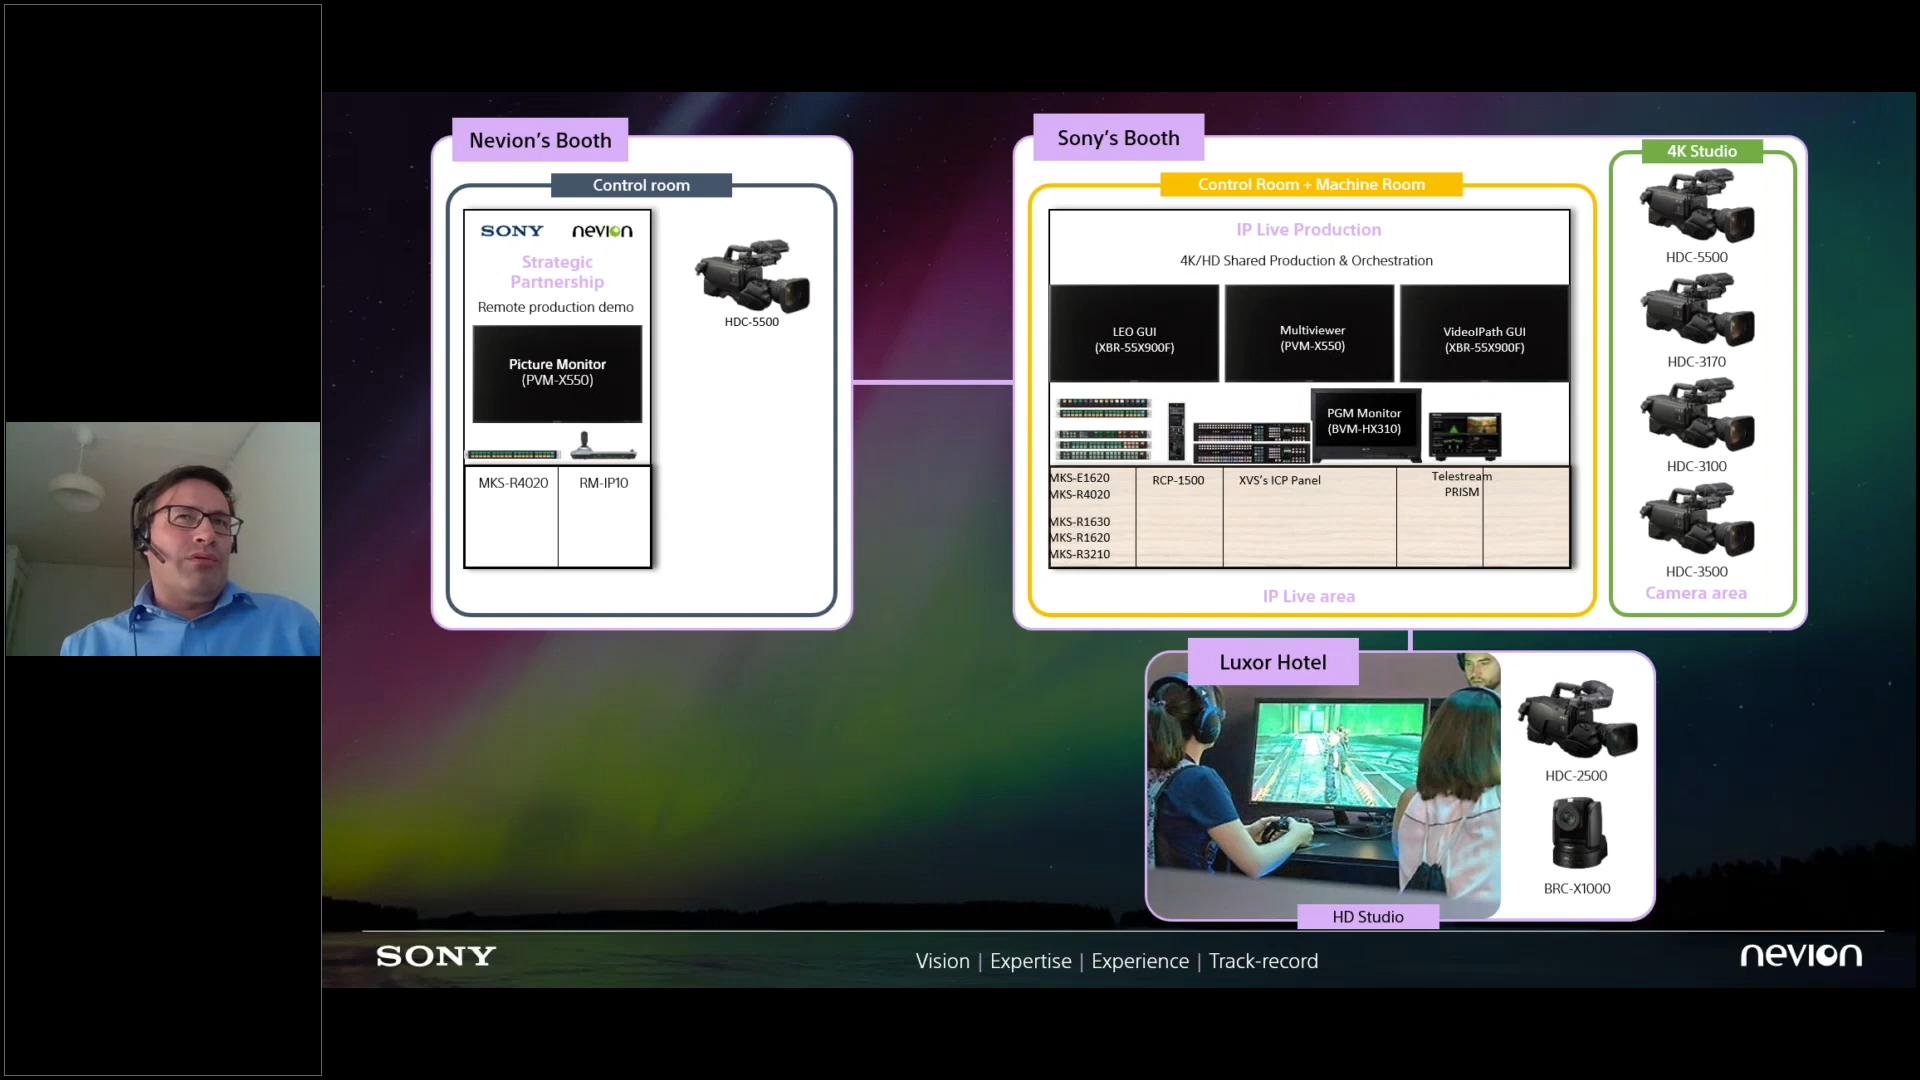 Nevion's Booth
Control room
SONY nevion
Strategic
Partnership
Remote production demo
Picture Monitor
(PVM-X550)
MKS-R4020
RM-IP10
HDC-5500
Sony's Booth
Control Room + Machine Room
IP Live Production
4K/HD Shared Production & Orchestration
LEO GUI
(XBR-55X900F)
Multiviewer
(PVM-X550)
VideoIPath GUI
(XBR-55X900F)
PGM Monitor
(BVM-HX310)
MKS-E1620
MKS-R4020
MKS-R1630
MKS-R1620
MKS-R3210
RCP-1500
XVS's ICP Panel
Telestream
PRISM
IP Live area
4K Studio
HDC-5500
HDC-3170
HDC-3100
HDC-3500
Camera area
Luxor Hotel
HDC-2500
BRC-X1000
HD Studio
SONY
Vision | Expertise | Experience | Track-record
nevion